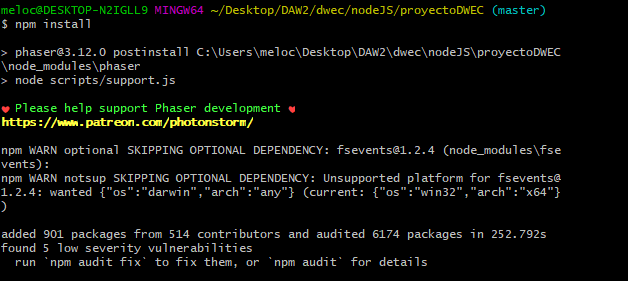 meloc@DESKTOP-N2IGLL9 MINGW64 ~/Desktop/DAW2/dwec/nodeJS/proyectoDWEC (master)
$ npm install
> phaser@3.12.0 postinstall C:\Users\meloc\Desktop\DAW2\dwec\nodeJS\proyectoDWEC
\node_modules\phaser
> node scripts/support.js
♥ Please help support Phaser development ♥
https://www.patreon.com/photonstorm/
npm WARN optional SKIPPING OPTIONAL DEPENDENCY: fsevents@1.2.4 (node_modules\fse
vents):
npm WARN notsup SKIPPING OPTIONAL DEPENDENCY: Unsupported platform for fsevents@
1.2.4: wanted {"os":"darwin","arch":"any"} (current: {"os":"win32","arch":"x64"}
)
added 901 packages from 514 contributors and audited 6174 packages in 252.792s
found 5 low severity vulnerabilities
  run `npm audit fix` to fix them, or `npm audit` for details